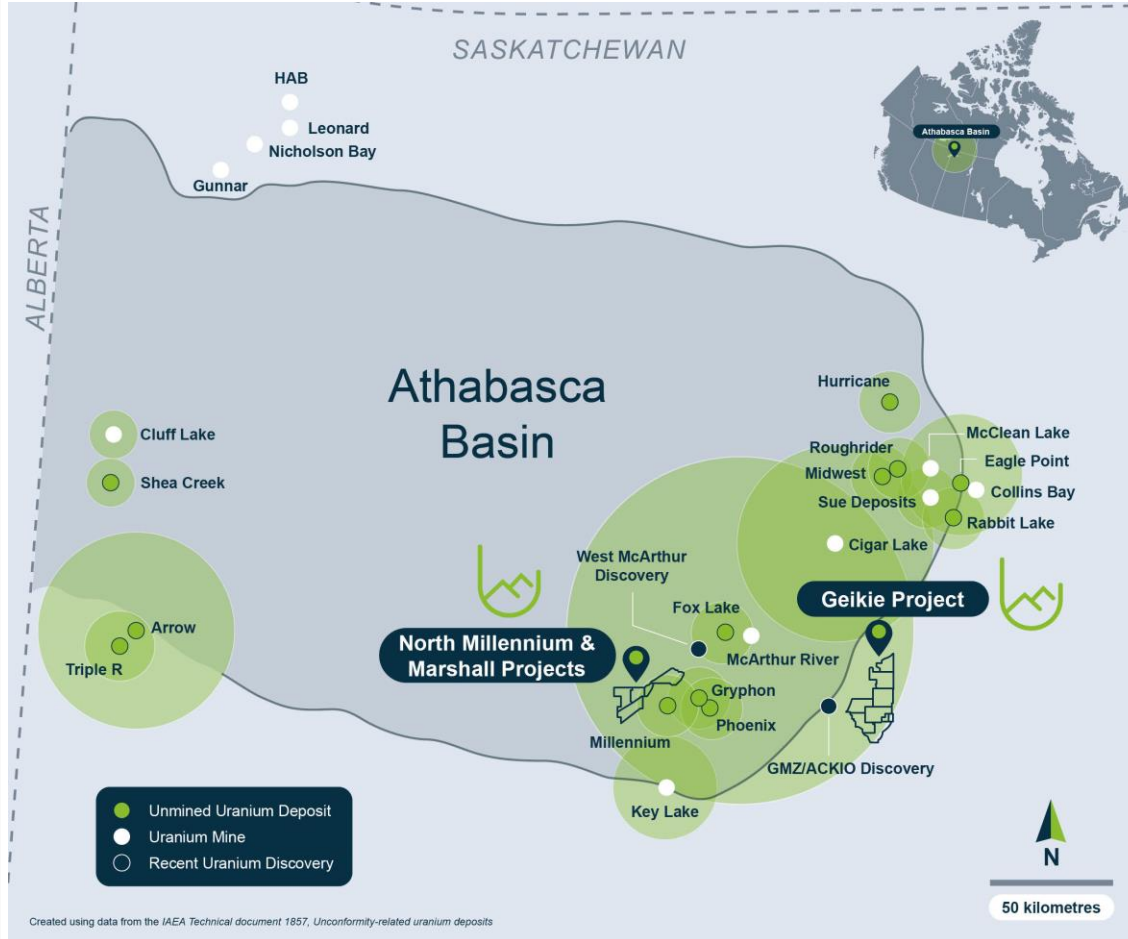 SASKATCHEWAN
ALBERTA
Athabasca Basin
HAB
Leonard
Nicholson Bay
Gunnar
Athabasca
Basin
Hurricane
McClean Lake
Roughrider
Eagle Point
Midwest
Collins Bay
Sue Deposits
Rabbit Lake
Cluff Lake
Shea Creek
Cigar Lake
West McArthur
Discovery
Geikie Project
Fox Lake
Arrow
North Millennium &
Marshall Projects
McArthur River
Triple R
Gryphon
Phoenix
Millennium
GMZ/ACKIO Discovery
Key Lake
Unmined Uranium Deposit
Uranium Mine
Recent Uranium Discovery
N
50 kilometres
Created using data from the IAEA Technical document 1857, Unconformity-related uranium deposits